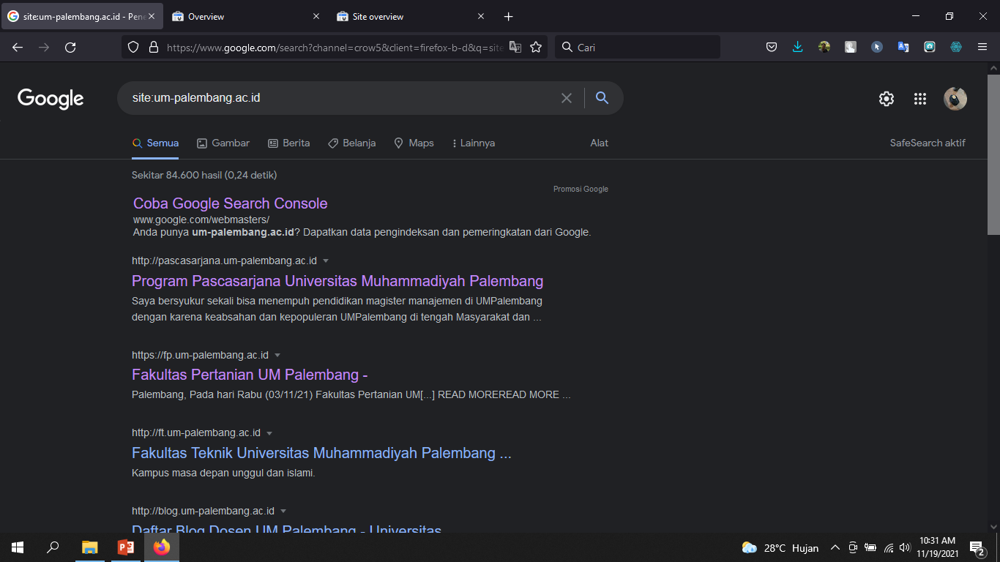 site:um-palembang.ac.id - Pene
Overview
Site overview
https://www.google.com/search?channel=crow5&client=firefox-b-d&q=site
Cari
Google
site:um-palembang.ac.id
Semua
Gambar
Berita
Belanja
Maps
Lainnya
Alat
SafeSearch aktif
Sekitar 84.600 hasil (0,24 detik)
Promosi Google
Coba Google Search Console
www.google.com/webmasters/
Anda punya um-palembang.ac.id? Dapatkan data pengindeksan dan pemeringkatan dari Google.
http://pascasarjana.um-palembang.ac.id
Program Pascasarjana Universitas Muhammadiyah Palembang
Saya bersyukur sekali bisa menempuh pendidikan magister manajemen di UMPalembang
dengan karena keabsahan dan kepopuleran UMPalembang di tengah Masyarakat dan ...
https://fp.um-palembang.ac.id
Fakultas Pertanian UM Palembang -
Palembang, Pada hari Rabu (03/11/21) Fakultas Pertanian UM[...] READ MOREREAD MORE ...
http://ft.um-palembang.ac.id
Fakultas Teknik Universitas Muhammadiyah Palembang ...
Kampus masa depan unggul dan islami.
http://blog.um-palembang.ac.id
Daftar Blog Dosen UM Palembang - Universitas
28°C Hujan
10:31 AM
11/19/2021
2